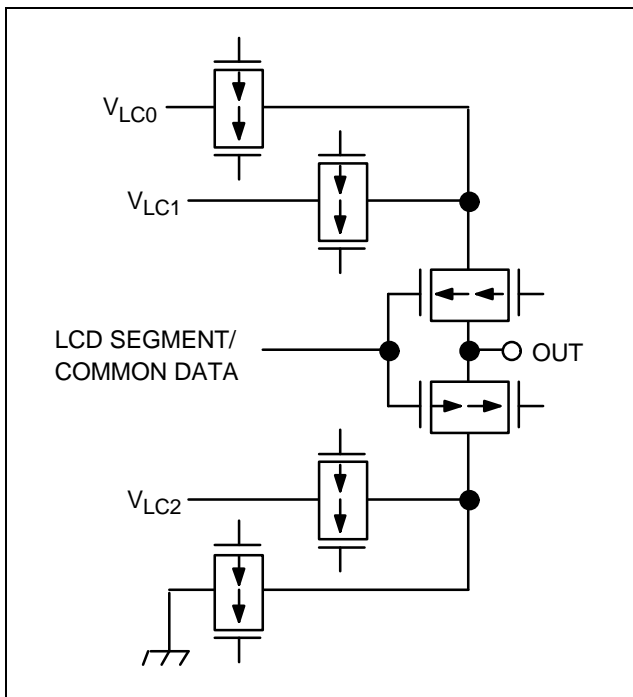 VLC0
VLC1
LCD SEGMENT/
COMMON DATA
OUT
VLC2